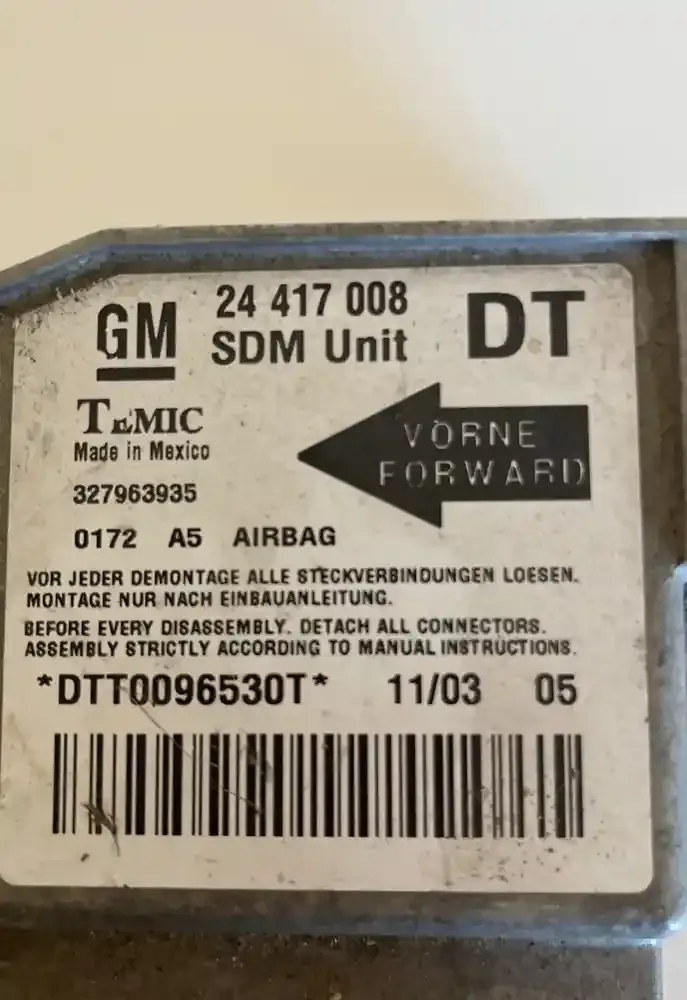 GM 24 417 008 DT
SDM Unit
TEMIC
Made in Mexico
VORNE
FORWARD
327963935
0172 A5 AIRBAG
VOR JEDER DEMONTAGE ALLE STECKVERBINDUNGEN LOESEN.
MONTAGE NUR NACH EINBAUANLEITUNG.
BEFORE EVERY DISASSEMBLY. DETACH ALL CONNECTORS.
ASSEMBLY STRICTLY ACCORDING TO MANUAL INSTRUCTIONS.
*DTT0096530T* 11/03 05